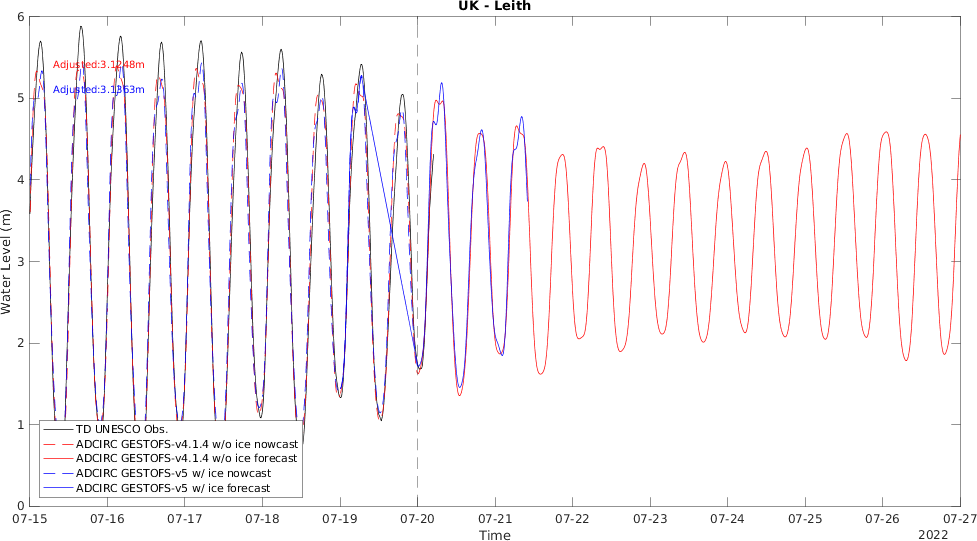 UK - Leith
6
5
4
3
2
1
0
Water Level (m)
Adjusted:3.1248m
Adjusted:3.1363m
TD UNESCO Obs.
ADCIRC GESTOFS-v4.1.4 w/o ice nowcast
ADCIRC GESTOFS-v4.1.4 w/o ice forecast
ADCIRC GESTOFS-v5 w/ ice nowcast
ADCIRC GESTOFS-v5 w/ ice forecast
07-15 07-16 07-17 07-18 07-19 07-20 07-21 07-22 07-23 07-24 07-25 07-26 07-27
Time
2022